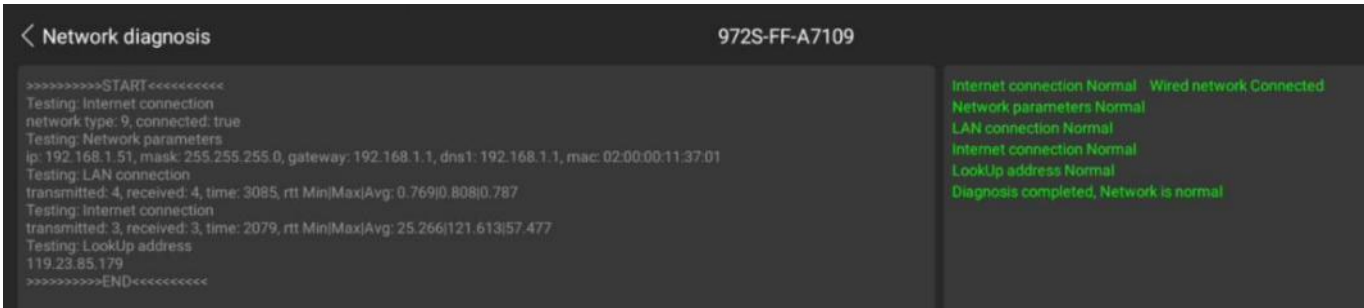 Network diagnosis
972S-FF-A7109
>>>>>>>>>>START<<<<<<<<<<
Testing: Internet connection
network type: 9, connected: true
Testing: Network parameters
ip: 192.168.1.51, mask: 255.255.255.0, gateway: 192.168.1.1, dns1: 192.168.1.1, mac: 02:00:00:11:37:01
Testing: LAN connection
transmitted: 4, received: 4, time: 3085, rtt Min|Max|Avg: 0.769|0.808|0.787
Testing: Internet connection
transmitted: 3, received: 3, time: 2079, rtt Min|Max|Avg: 25.266|121.613|57.477
Testing: LookUp address
119.23.85.179
>>>>>>>>>>END<<<<<<<<<<
Internet connection Normal Wired network Connected
Network parameters Normal
LAN connection Normal
Internet connection Normal
LookUp address Normal
Diagnosis completed, Network is normal